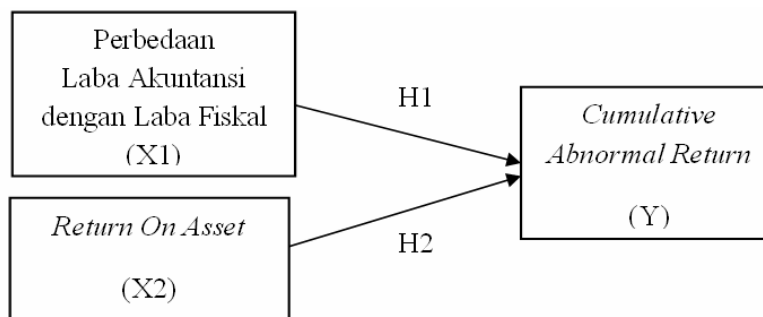 Perbedaan
Laba Akuntansi
dengan Laba Fiskal
(X1)
H1
Cumulative
Abnormal Return
(Y)
Return On Asset
(X2)
H2